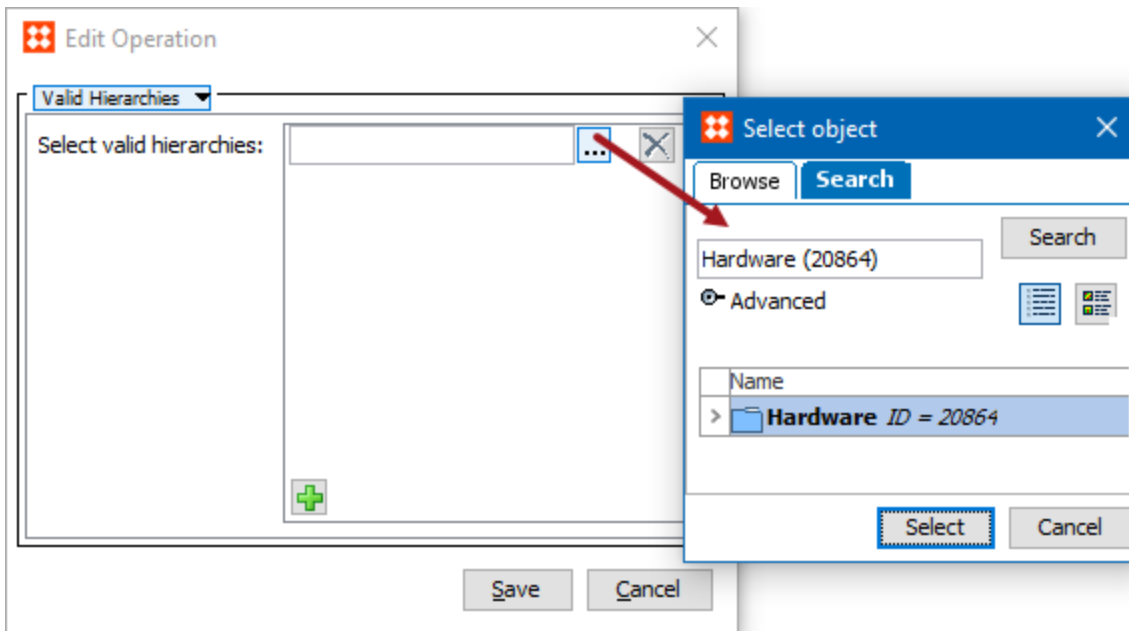 Edit Operation
Valid Hierarchies
Select valid hierarchies:
...
Save
Cancel
Select object
Browse
Search
Hardware (20864)
Search
Advanced
Name
Hardware ID = 20864
Select
Cancel